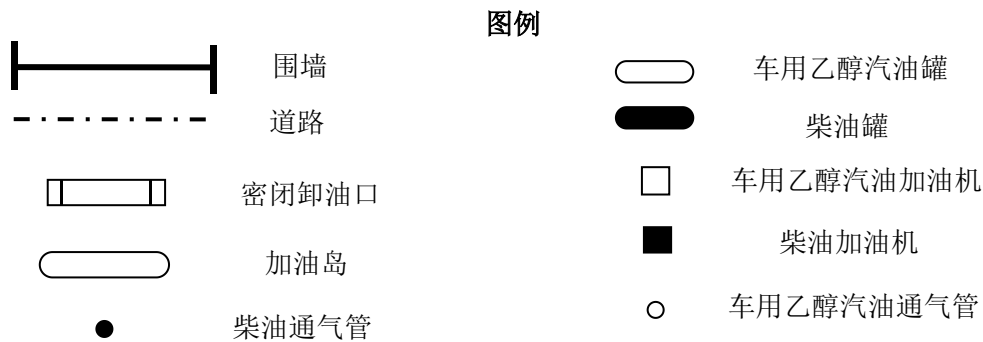 图例
围墙
道路
密闭卸油口
加油岛
柴油通气管
车用乙醇汽油罐
柴油罐
车用乙醇汽油加油机
柴油加油机
车用乙醇汽油通气管